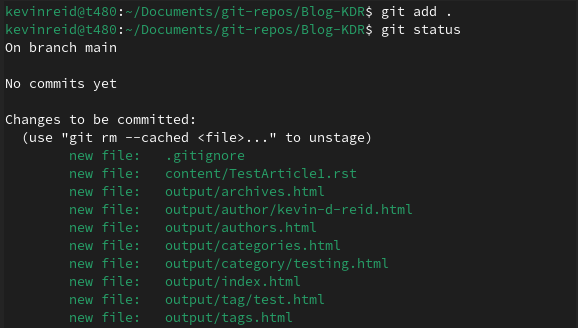 kevinreid@t480:~/Documents/git-repos/Blog-KDR$ git add .
kevinreid@t480:~/Documents/git-repos/Blog-KDR$ git status
On branch main

No commits yet

Changes to be committed:
  (use "git rm --cached <file>..." to unstage)
        new file:   .gitignore
        new file:   content/TestArticle1.rst
        new file:   output/archives.html
        new file:   output/author/kevin-d-reid.html
        new file:   output/authors.html
        new file:   output/categories.html
        new file:   output/category/testing.html
        new file:   output/index.html
        new file:   output/tag/test.html
        new file:   output/tags.html